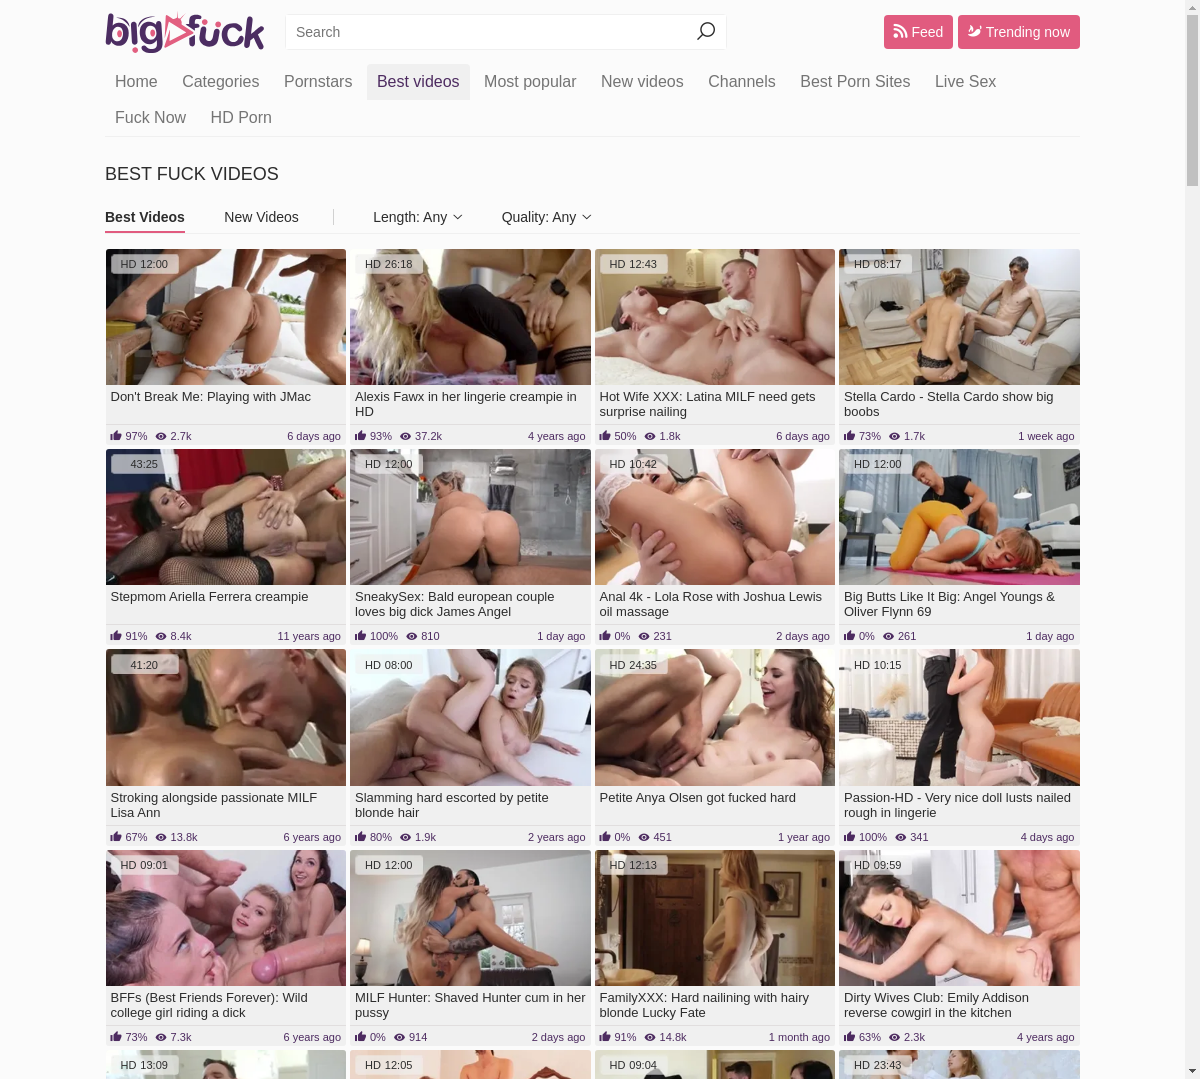 bigfuck
Search
Feed
Trending now
Home Categories Pornstars Best videos Most popular New videos Channels Best Porn Sites Live Sex
Fuck Now HD Porn
BEST FUCK VIDEOS
Best Videos New Videos Length: Any Quality: Any
HD 12:00
Don't Break Me: Playing with JMac
97% 2.7k 6 days ago
HD 26:18
Alexis Fawx in her lingerie creampie in
HD
93% 37.2k 4 years ago
HD 12:43
Hot Wife XXX: Latina MILF need gets
surprise nailing
50% 1.8k 6 days ago
HD 08:17
Stella Cardo - Stella Cardo show big
boobs
73% 1.7k 1 week ago
43:25
Stepmom Ariella Ferrera creampie
91% 8.4k 11 years ago
HD 12:00
SneakySex: Bald european couple
loves big dick James Angel
100% 810 1 day ago
HD 10:42
Anal 4k - Lola Rose with Joshua Lewis
oil massage
0% 231 2 days ago
HD 12:00
Big Butts Like It Big: Angel Youngs &
Oliver Flynn 69
0% 261 1 day ago
41:20
Stroking alongside passionate MILF
Lisa Ann
67% 13.8k 6 years ago
HD 08:00
Slamming hard escorted by petite
blonde hair
80% 1.9k 2 years ago
HD 24:35
Petite Anya Olsen got fucked hard
0% 451 1 year ago
HD 10:15
Passion-HD - Very nice doll lusts nailed
rough in lingerie
100% 341 4 days ago
HD 09:01
BFFs (Best Friends Forever): Wild
college girl riding a dick
73% 7.3k 6 years ago
HD 12:00
MILF Hunter: Shaved Hunter cum in her
pussy
0% 914 2 days ago
HD 12:13
FamilyXXX: Hard nailining with hairy
blonde Lucky Fate
91% 14.8k 1 month ago
HD 09:59
Dirty Wives Club: Emily Addison
reverse cowgirl in the kitchen
63% 2.3k 4 years ago
HD 13:09
HD 12:05
HD 09:04
HD 23:43